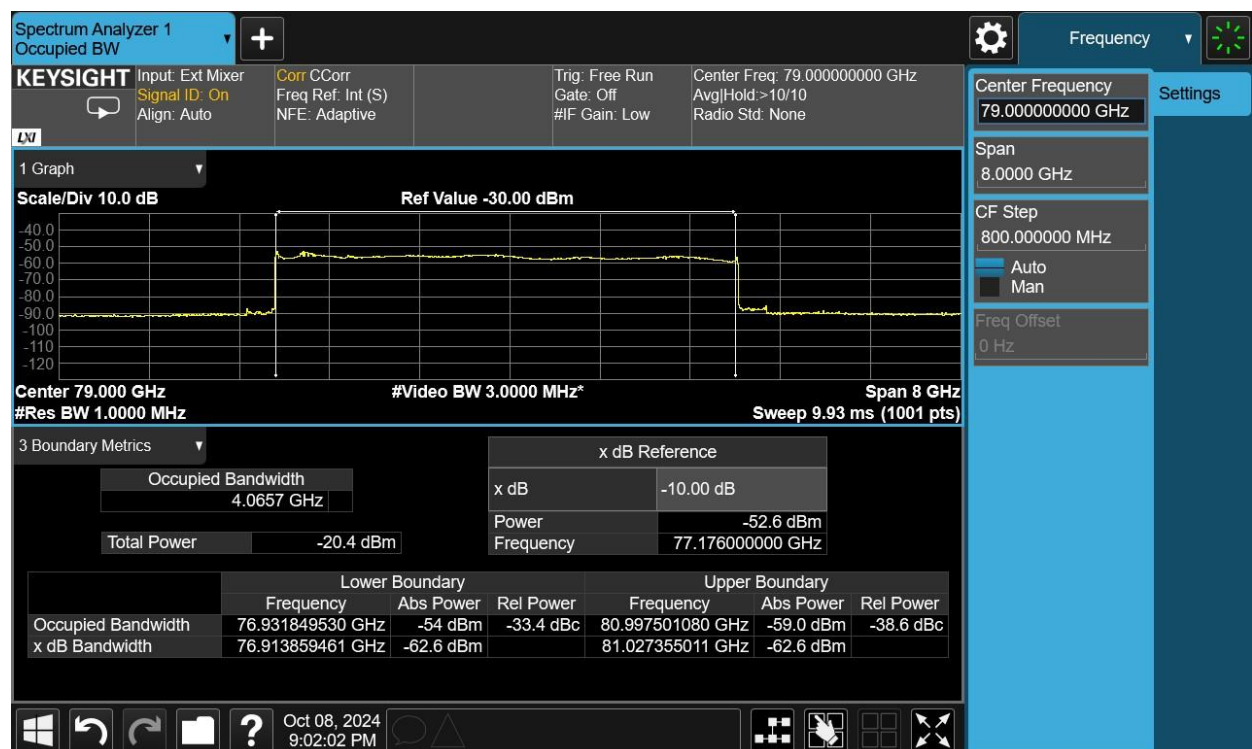 Spectrum Analyzer 1
Occupied BW
+
Frequency
KEYSIGHT
LXI
Input: Ext Mixer
Signal ID: On
Align: Auto
Corr CCorr
Freq Ref: Int (S)
NFE: Adaptive
Trig: Free Run
Gate: Off
#IF Gain: Low
Center Freq: 79.000000000 GHz
Avg|Hold:>10/10
Radio Std: None
Center Frequency
79.000000000 GHz
Settings
Span
8.0000 GHz
CF Step
800.000000 MHz
Auto
Man
Freq Offset
0 Hz
1 Graph
Scale/Div 10.0 dB
Ref Value -30.00 dBm
-40.0
-50.0
-60.0
-70.0
-80.0
-90.0
-100
-110
-120
Center 79.000 GHz
#Video BW 3.0000 MHz*
Span 8 GHz
#Res BW 1.0000 MHz
Sweep 9.93 ms (1001 pts)
3 Boundary Metrics
Occupied Bandwidth
4.0657 GHz
Total Power -20.4 dBm
x dB Reference
x dB -10.00 dB
Power -52.6 dBm
Frequency 77.176000000 GHz
Lower Boundary Upper Boundary
Frequency Abs Power Rel Power Frequency Abs Power Rel Power
Occupied Bandwidth 76.931849530 GHz -54 dBm -33.4 dBc 80.997501080 GHz -59.0 dBm -38.6 dBc
x dB Bandwidth 76.913859461 GHz -62.6 dBm 81.027355011 GHz -62.6 dBm
?
Oct 08, 2024
9:02:02 PM